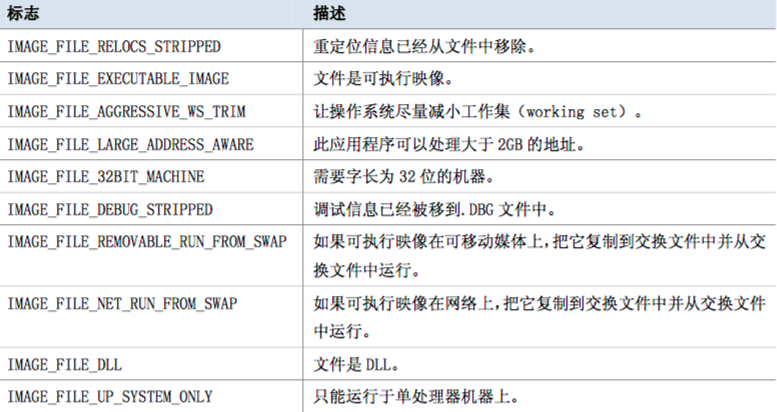 标志 描述
IMAGE_FILE_RELOCS_STRIPPED 重定位信息已经从文件中移除。
IMAGE_FILE_EXECUTABLE_IMAGE 文件是可执行映像。
IMAGE_FILE_AGGRESSIVE_WS_TRIM 让操作系统尽量减小工作集（working set）。
IMAGE_FILE_LARGE_ADDRESS_AWARE 此应用程序可以处理大于 2GB 的地址。
IMAGE_FILE_32BIT_MACHINE 需要字长为 32 位的机器。
IMAGE_FILE_DEBUG_STRIPPED 调试信息已经被移到.DBG 文件中。
IMAGE_FILE_REMOVABLE_RUN_FROM_SWAP 如果可执行映像在可移动媒体上，把它复制到交换文件中并从交
换文件中运行。
IMAGE_FILE_NET_RUN_FROM_SWAP 如果可执行映像在网络上，把它复制到交换文件中并从交换文件
中运行。
IMAGE_FILE_DLL 文件是 DLL。
IMAGE_FILE_UP_SYSTEM_ONLY 只能运行于单处理器机器上。